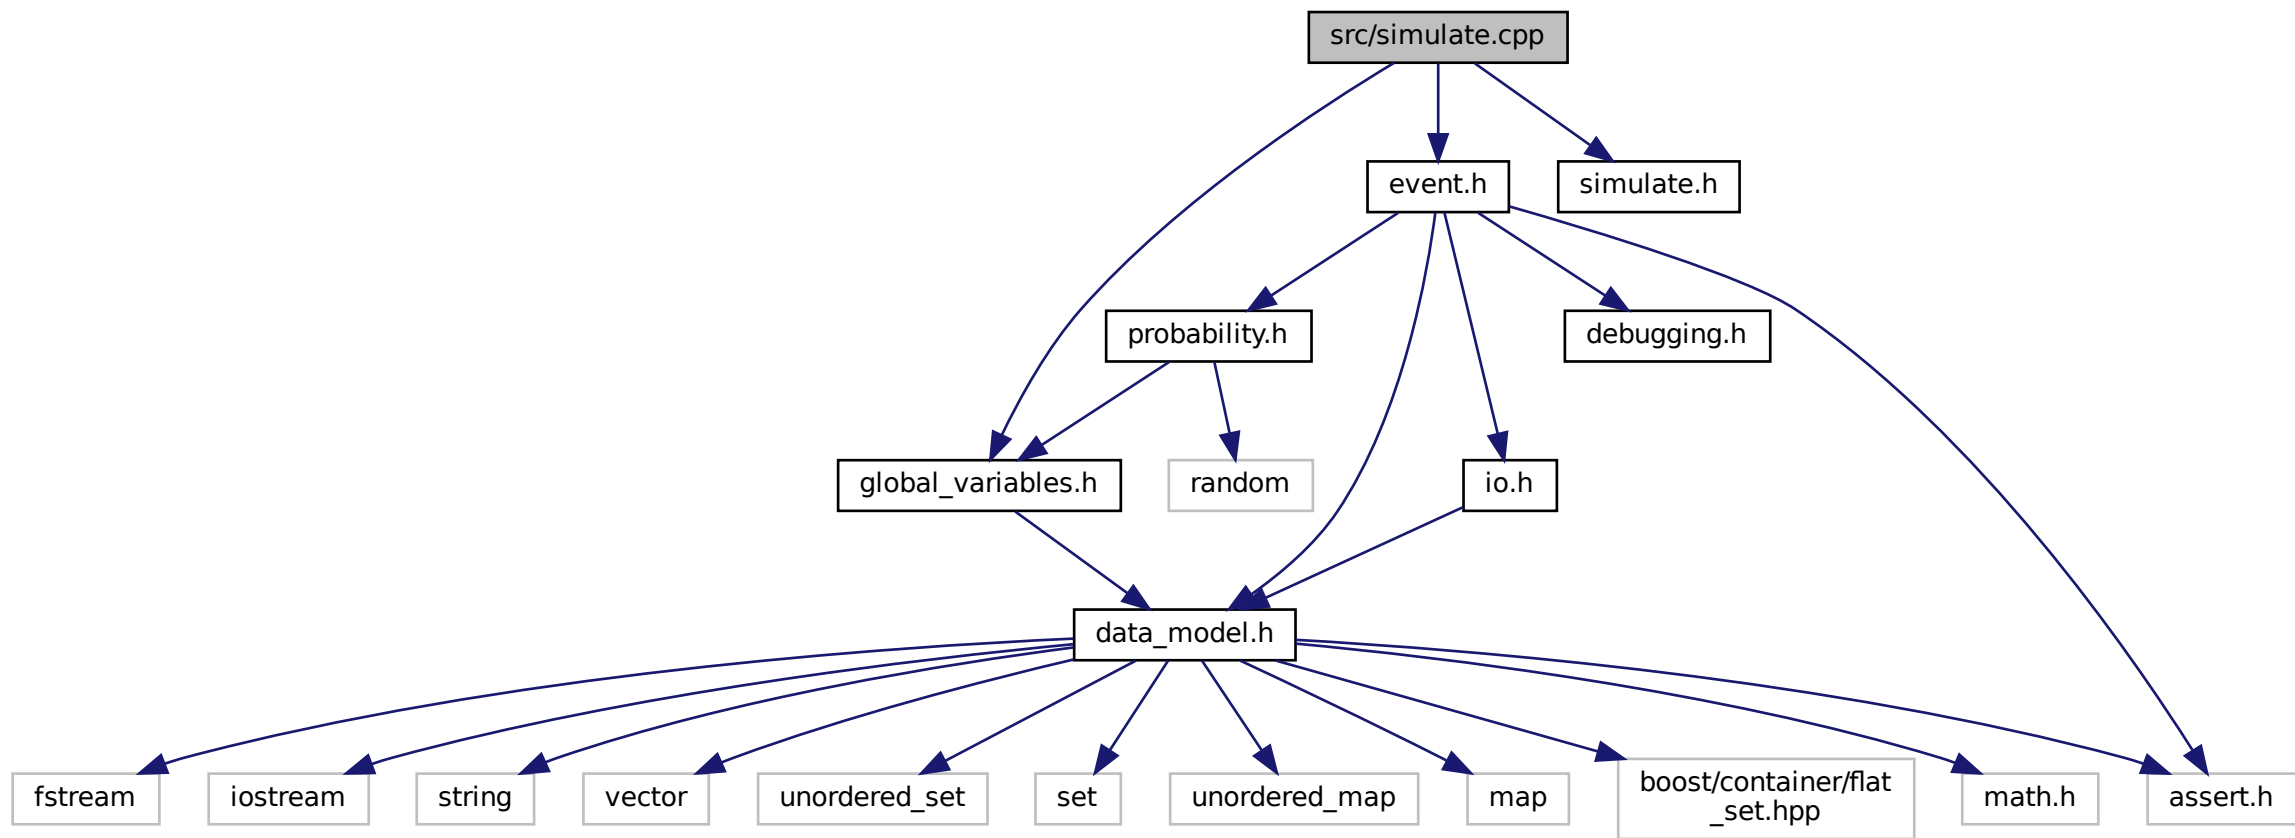 src/simulate.cpp
event.h
simulate.h
probability.h
debugging.h
global_variables.h
random
io.h
data_model.h
fstream
iostream
string
vector
unordered_set
set
unordered_map
map
boost/container/flat
_set.hpp
math.h
assert.h